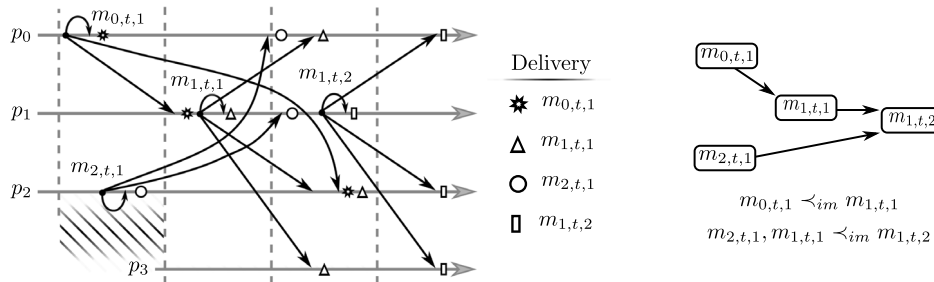 p₀
m₀,ₜ,₁
p₁
m₁,ₜ,₁
m₁,ₜ,₂
m₂,ₜ,₁
p₂
p₃
Delivery
m₀,ₜ,₁
m₁,ₜ,₁
m₂,ₜ,₁
m₁,ₜ,₂
m₀,ₜ,₁
m₁,ₜ,₁
m₁,ₜ,₂
m₂,ₜ,₁
m₀,ₜ,₁ ≺ᵢₘ m₁,ₜ,₁
m₂,ₜ,₁, m₁,ₜ,₁ ≺ᵢₘ m₁,ₜ,₂